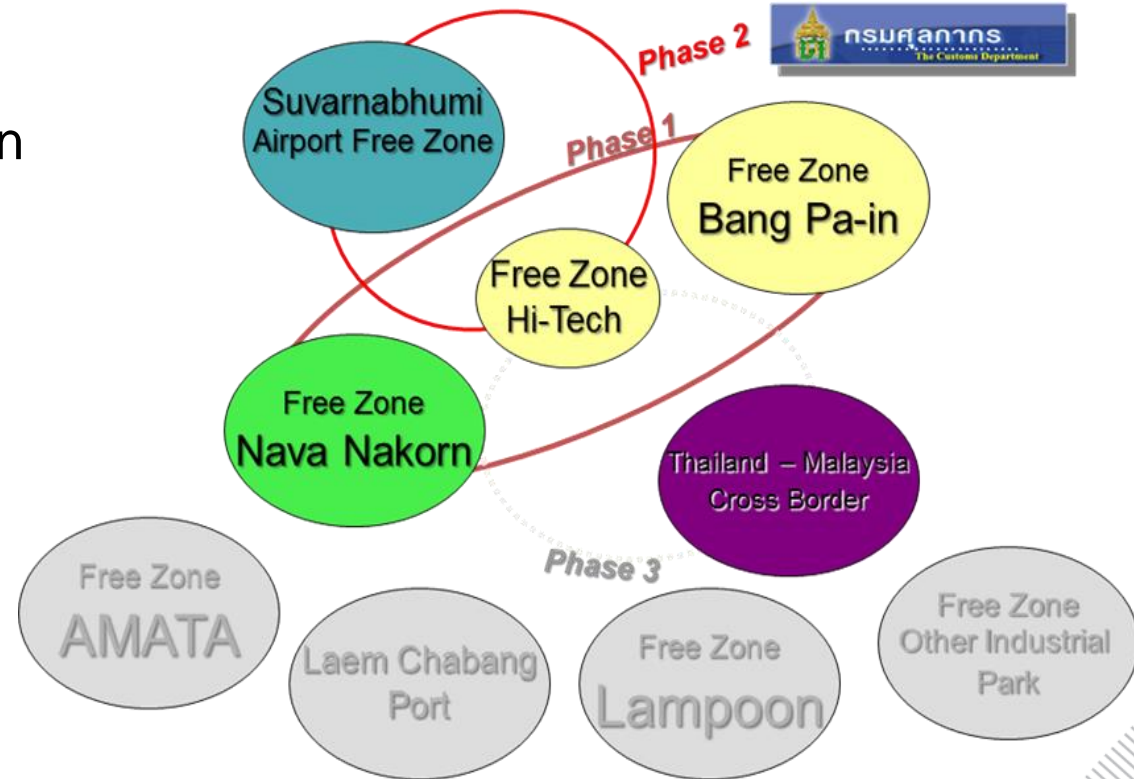 Phase 2
กรมศุลกากร
The Customs Department
Suvarnabhumi
Airport Free Zone
Phase 1
Free Zone
Bang Pa-in
Free Zone
Hi-Tech
Free Zone
Nava Nakorn
Thailand – Malaysia
Cross Border
Phase 3
Free Zone
AMATA
Laem Chabang
Port
Free Zone
Lampoon
Free Zone
Other Industrial
Park